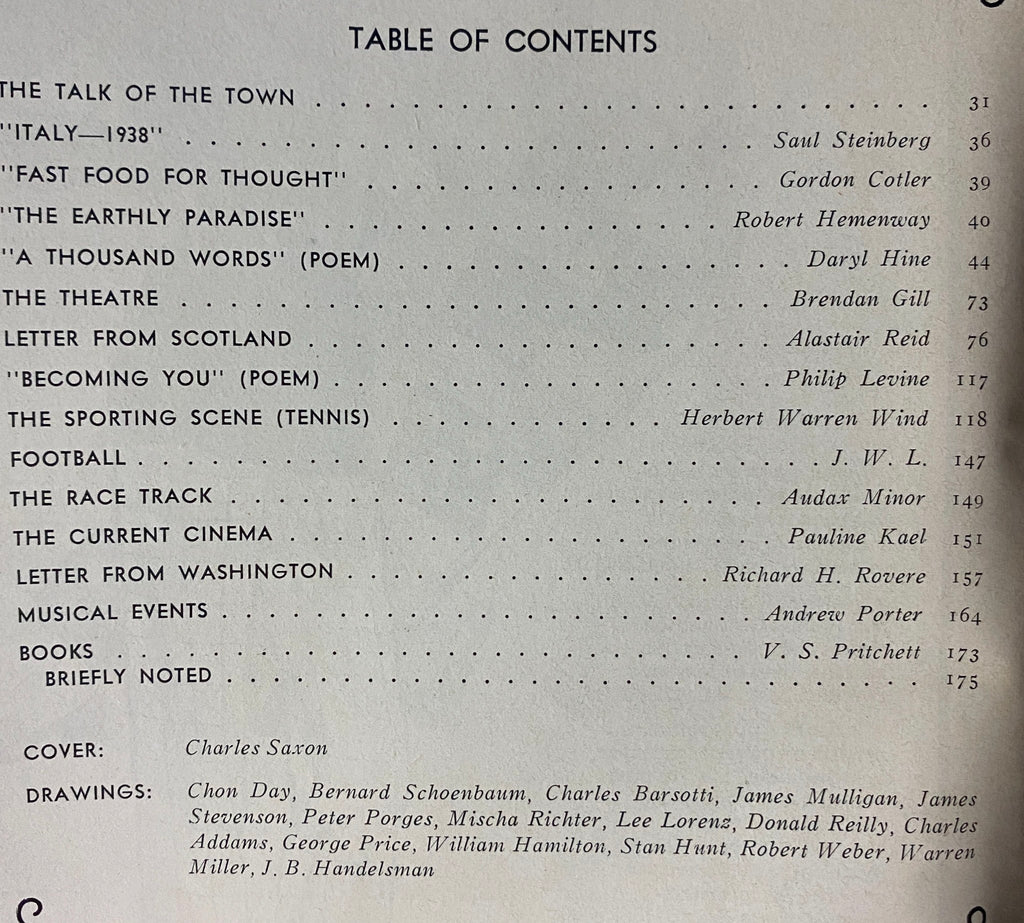 TABLE OF CONTENTS
THE TALK OF THE TOWN . . . . . . . . . . . . . . . . . . . . . . . . . 31
"ITALY—1938" . . . . . . . . . . . . . . . . . . . . . . . Saul Steinberg 36
"FAST FOOD FOR THOUGHT" . . . . . . . . . . . . . . . . Gordon Cotler 39
"THE EARTHLY PARADISE" . . . . . . . . . . . . . . . . Robert Hemenway 40
"A THOUSAND WORDS" (POEM) . . . . . . . . . . . . . . . . . Daryl Hine 44
THE THEATRE . . . . . . . . . . . . . . . . . . . . . . . . Brendan Gill 73
LETTER FROM SCOTLAND . . . . . . . . . . . . . . . . . . . Alastair Reid 76
"BECOMING YOU" (POEM) . . . . . . . . . . . . . . . . . . Philip Levine 117
THE SPORTING SCENE (TENNIS) . . . . . . . . . . . Herbert Warren Wind 118
FOOTBALL . . . . . . . . . . . . . . . . . . . . . . . . . . . J. W. L. 147
THE RACE TRACK . . . . . . . . . . . . . . . . . . . . . . Audax Minor 149
THE CURRENT CINEMA . . . . . . . . . . . . . . . . . . . . Pauline Kael 151
LETTER FROM WASHINGTON . . . . . . . . . . . . . . . Richard H. Rovere 157
MUSICAL EVENTS . . . . . . . . . . . . . . . . . . . . . . Andrew Porter 164
BOOKS . . . . . . . . . . . . . . . . . . . . . . . . . . V. S. Pritchett 173
BRIEFLY NOTED . . . . . . . . . . . . . . . . . . . . . . . . . . . . 175
COVER: Charles Saxon
DRAWINGS: Chon Day, Bernard Schoenbaum, Charles Barsotti, James Mulligan, James
Stevenson, Peter Porges, Mischa Richter, Lee Lorenz, Donald Reilly, Charles
Addams, George Price, William Hamilton, Stan Hunt, Robert Weber, Warren
Miller, J. B. Handelsman